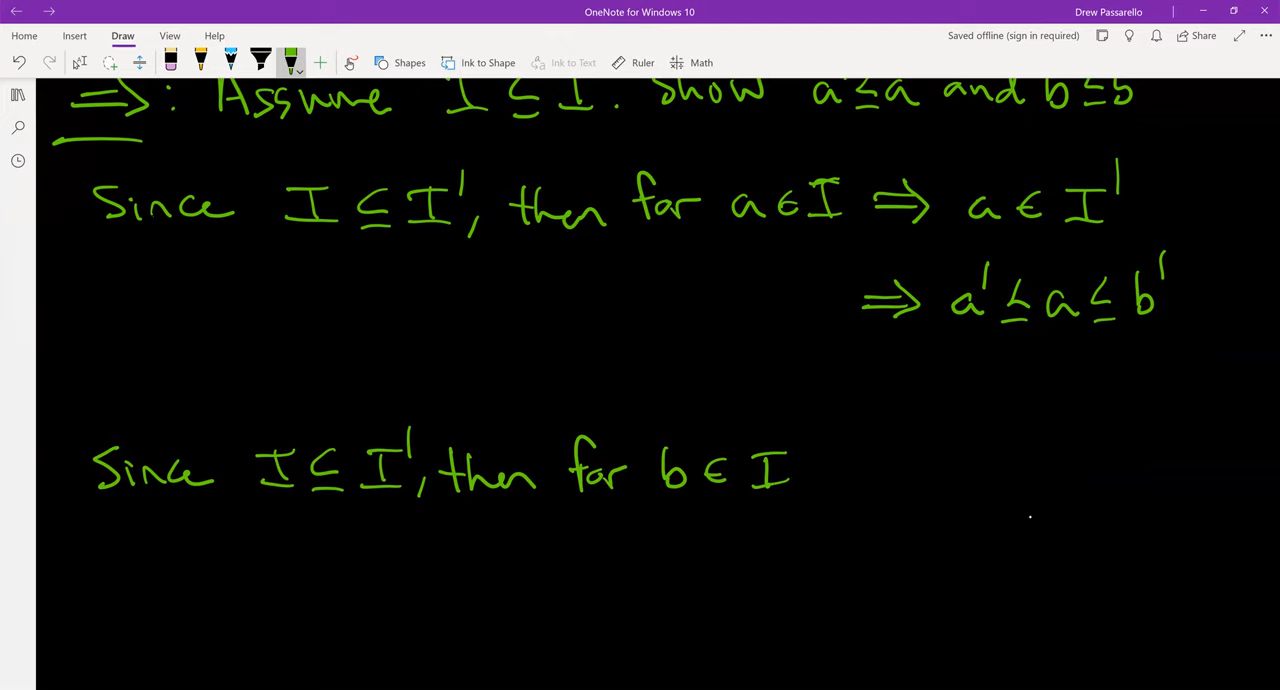 OneNote for Windows 10
Drew Passarello
Home Insert Draw View Help
Saved offline (sign in required)
Share
Shapes Ink to Shape Ink to Text Ruler Math
⇒: Assume I ⊆ I. Show a ≤ a and b ≤ b
Since I ⊆ I', then for a ∈ I ⇒ a ∈ I'
⇒ a' ≤ a ≤ b'
Since I ⊆ I', then for b ∈ I